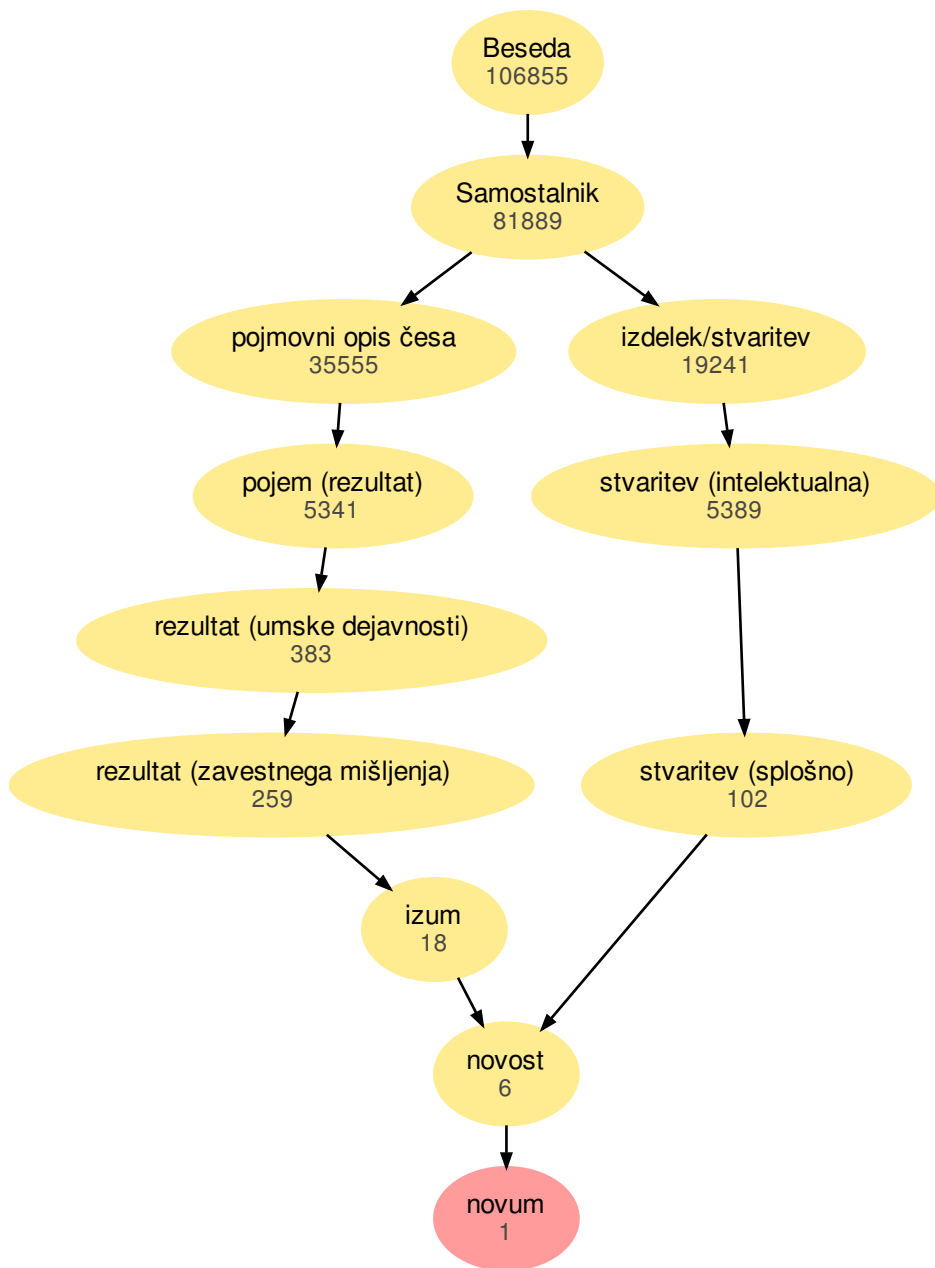 Beseda
106855
Samostalnik
81889
pojmovni opis česa
35555
izdelek/stvaritev
19241
pojem (rezultat)
5341
stvaritev (intelektualna)
5389
rezultat (umske dejavnosti)
383
rezultat (zavestnega mišljenja)
259
stvaritev (splošno)
102
izum
18
novost
6
novum
1